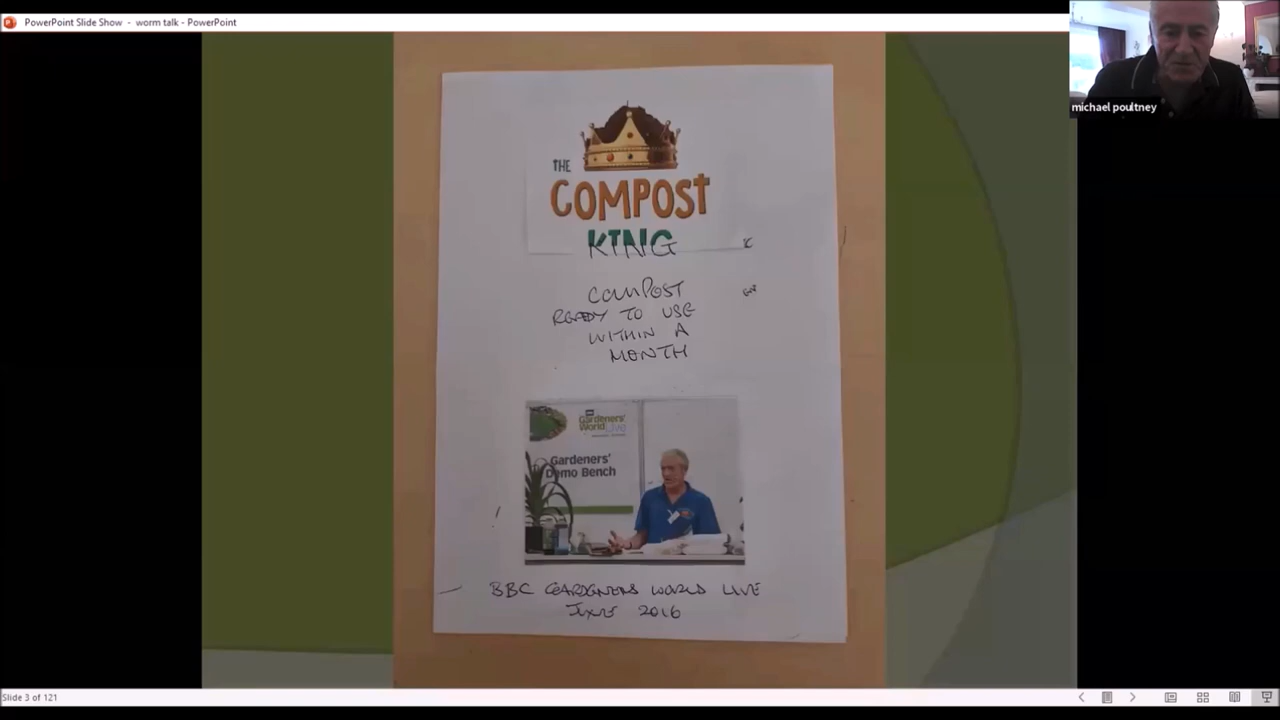 PowerPoint Slide Show - worm talk - PowerPoint
michael poultney
THE
COMPOST
KING
COMPOST
READY TO USE
WITHIN A
MONTH
Gardeners'
World Live
Gardeners'
Demo Bench
BBC GARDENERS WORLD LIVE
JUNE 2016
Slide 3 of 121